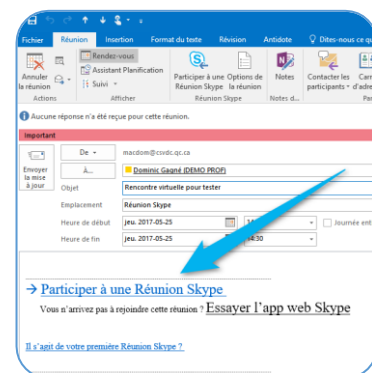 Fichier Réunion Insertion Format du texte Révision Antidote Dites-nous ce qu
Annuler la réunion
Rendez-vous
Assistant Planification
Suivi
Participer à une Réunion Skype
Options de la réunion
Notes
Contacter les participants
Carn d'adre
Actions Afficher Réunion Skype Notes d... Par
Aucune réponse n'a été reçue pour cette réunion.
Important
Envoyer la mise à jour
De macdom@csvdc.qc.ca
À... Dominic Gagné (DEMO PROF)
Objet Rencontre virtuelle pour tester
Emplacement Réunion Skype
Heure de début jeu. 2017-05-25 Journée ent
Heure de fin jeu. 2017-05-25
→ Participer à une Réunion Skype
Vous n'arrivez pas à rejoindre cette réunion ? Essayer l'app web Skype
Il s'agit de votre première Réunion Skype ?